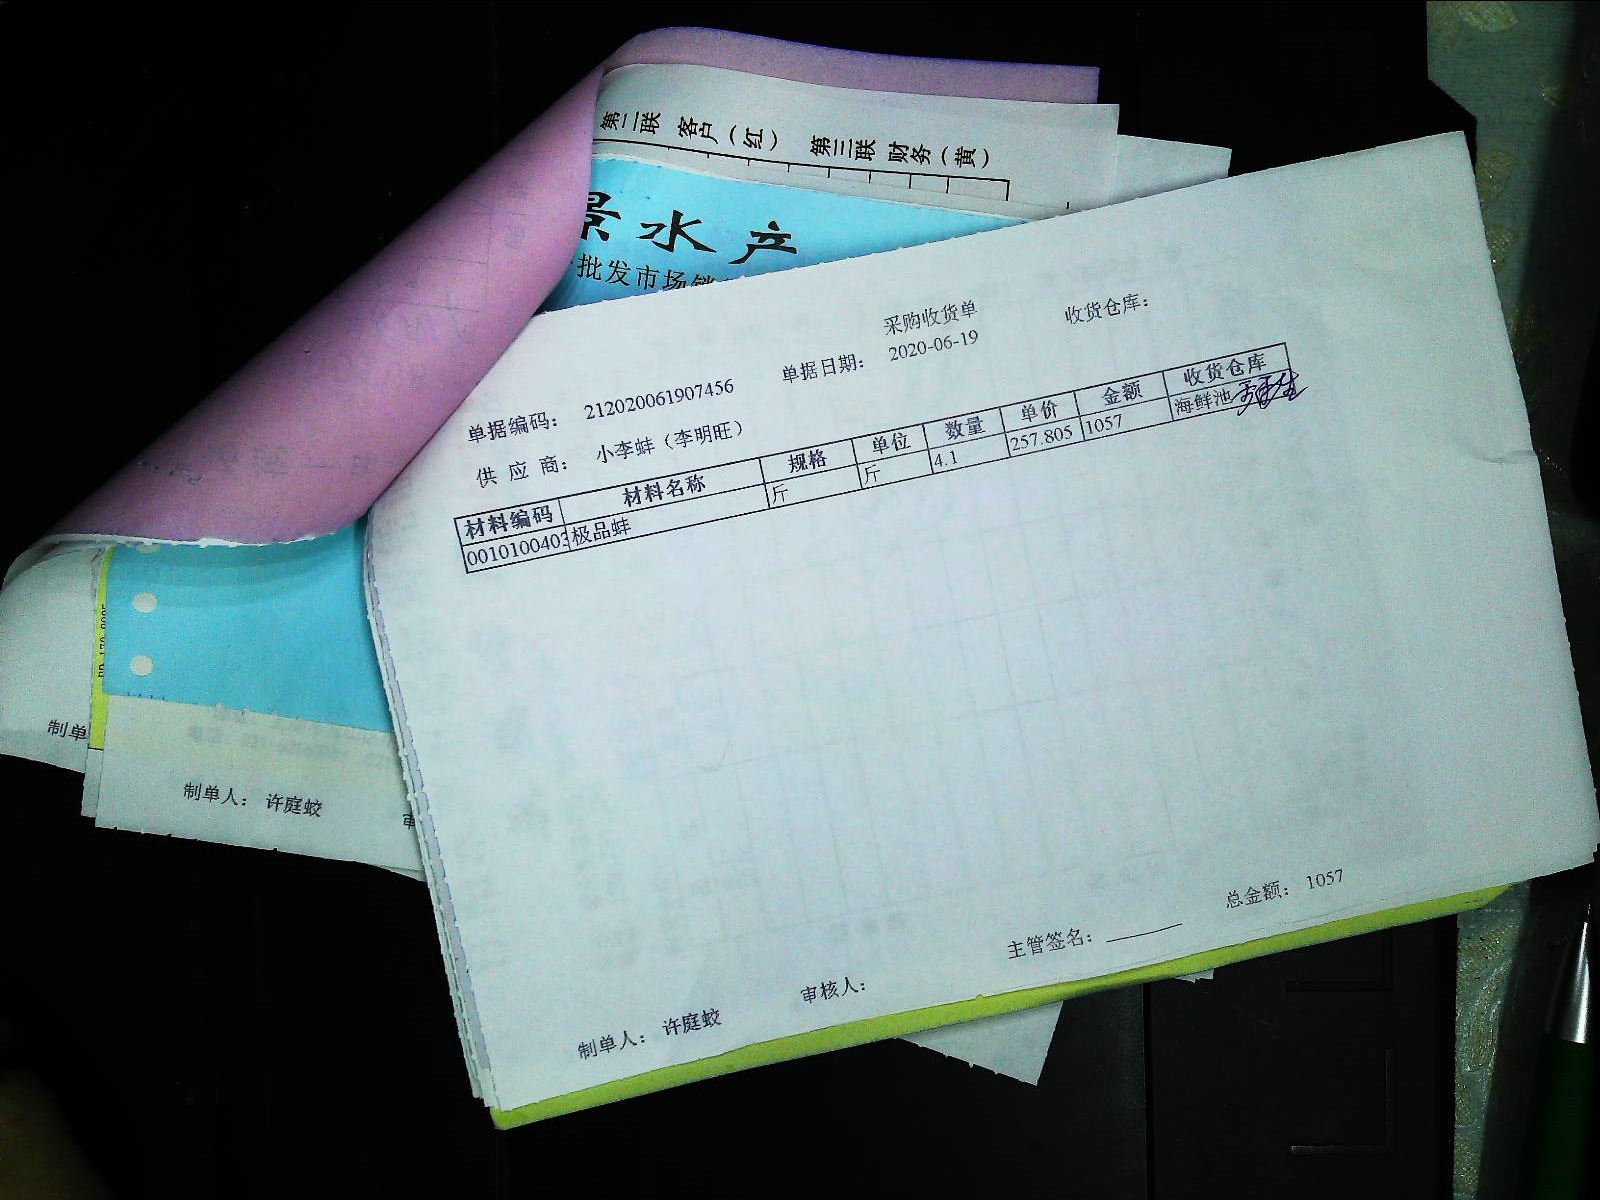 第二联 客户（红） 第三联 财务（黄）
景水产
批发市场
采购收货单
单据编码： 212020061907456 单据日期： 2020-06-19 收货仓库：
供 应 商： 小李蚌（李明旺）
材料编码 材料名称 规格 单位 数量 单价 金额 收货仓库
0010100403 极品蚌 斤 斤 4.1 257.805 1057 海鲜池
总金额： 1057
主管签名：
审核人：
制单人： 许庭蛟
制单人： 许庭蛟
审
制单